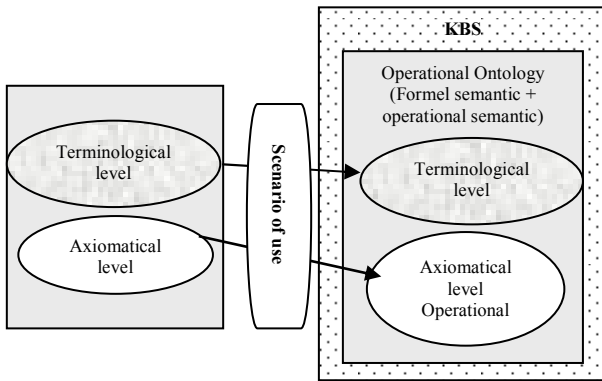 KBS
Operational Ontology
(Formel semantic +
operational semantic)
Terminological
level
Axiomatical
level
Scenario of use
Terminological
level
Axiomatical
level
Operational